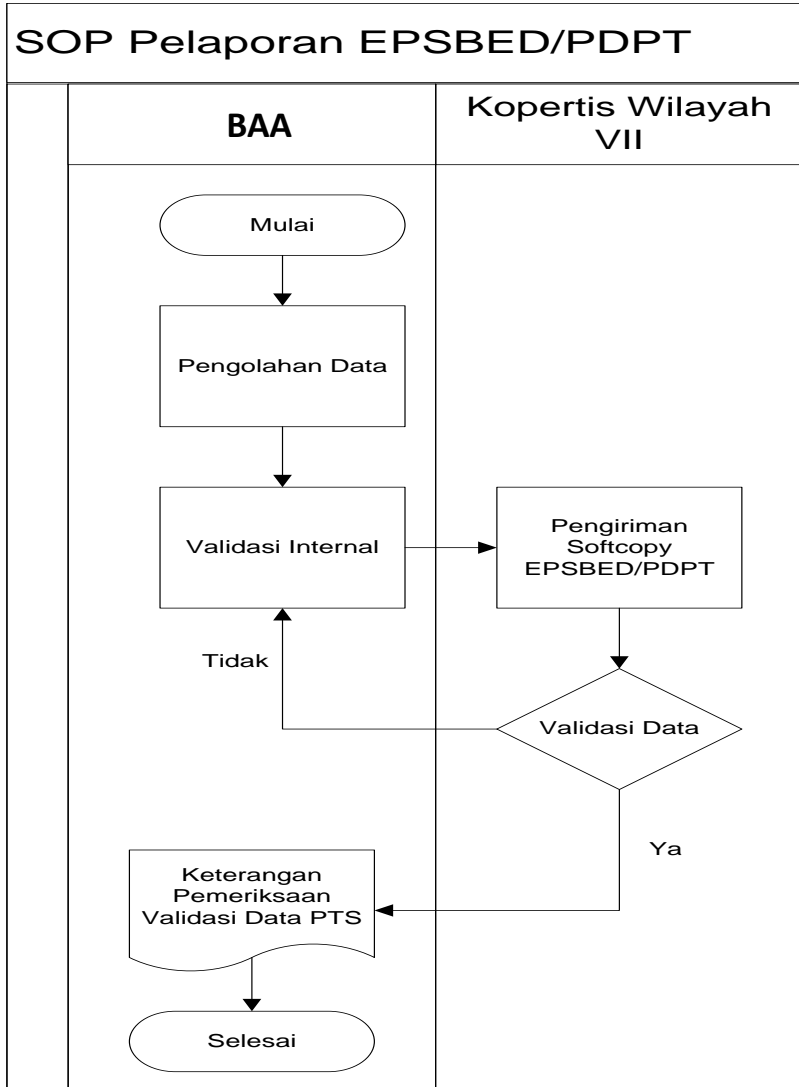 SOP Pelaporan EPSBED/PDPT
BAA
Kopertis Wilayah
VII
Mulai
Pengolahan Data
Validasi Internal
Pengiriman
Softcopy
EPSBED/PDPT
Tidak
Validasi Data
Ya
Keterangan
Pemeriksaan
Validasi Data PTS
Selesai